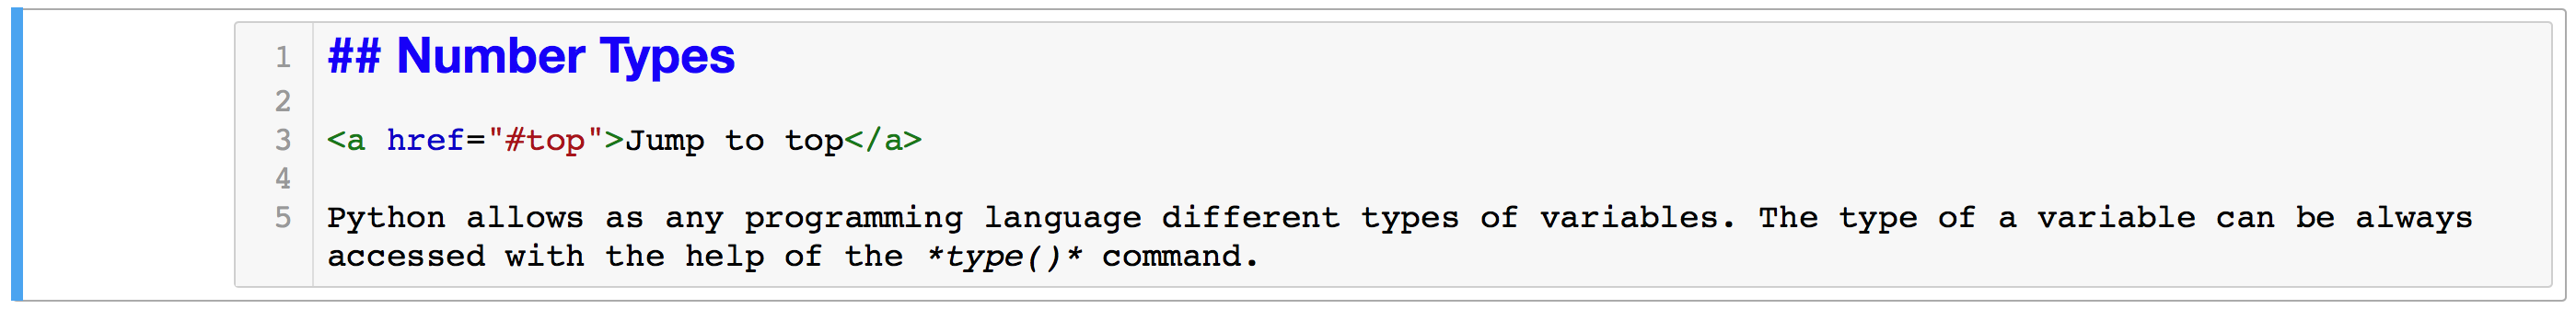 1 ## Number Types
2
3 <a href="#top">Jump to top</a>
4
5 Python allows as any programming language different types of variables. The type of a variable can be always
accessed with the help of the *type()* command.